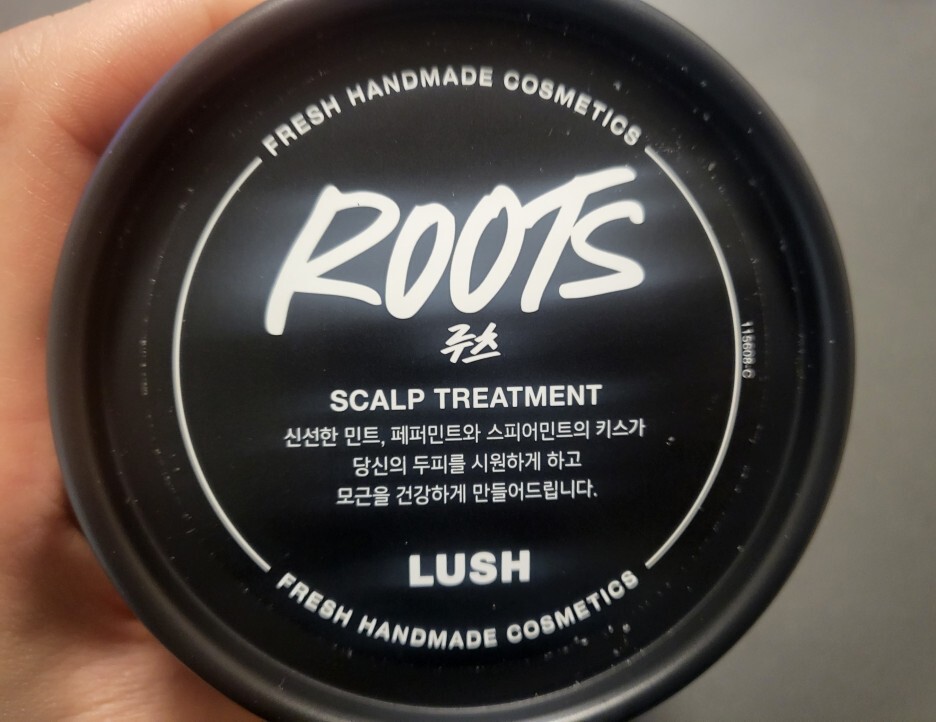 FRESH HANDMADE COSMETICS
ROOTS
루츠
SCALP TREATMENT
신선한 민트, 페퍼민트와 스피어민트의 키스가
당신의 두피를 시원하게 하고
모근을 건강하게 만들어드립니다.
LUSH
FRESH HANDMADE COSMETICS
115608-C